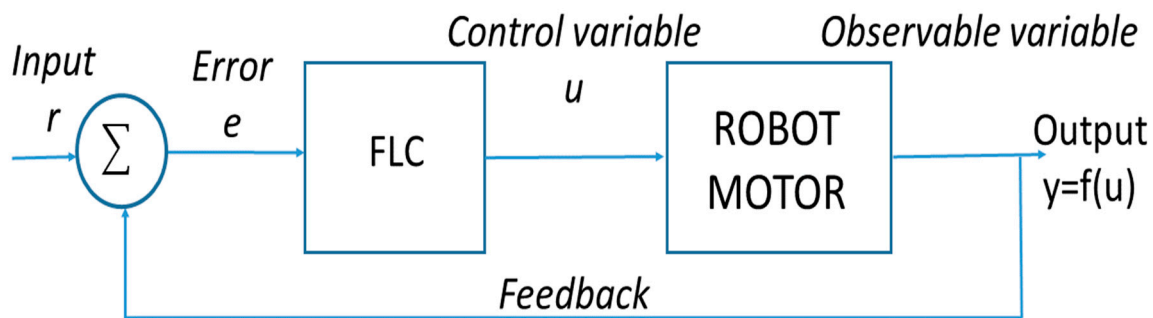 Input
r
Σ
Error
e
FLC
Control variable
u
ROBOT
MOTOR
Observable variable
Output
y=f(u)
Feedback